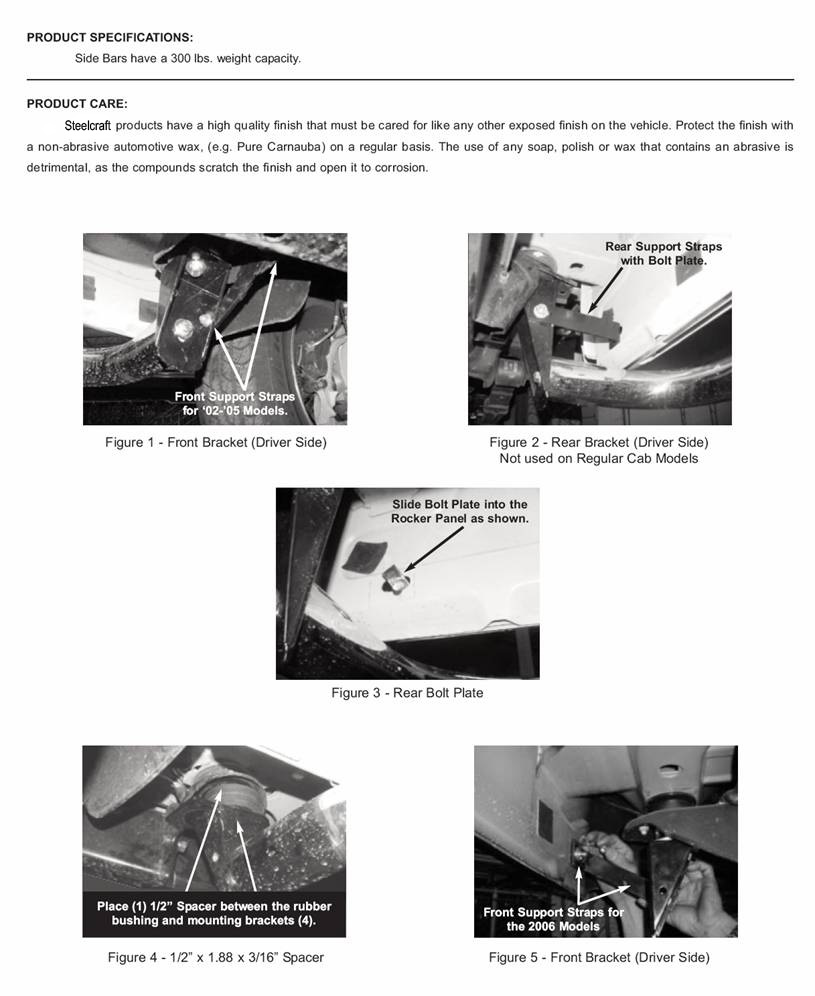 PRODUCT SPECIFICATIONS:
Side Bars have a 300 lbs. weight capacity.
PRODUCT CARE:
Steelcraft products have a high quality finish that must be cared for like any other exposed finish on the vehicle. Protect the finish with
a non-abrasive automotive wax, (e.g. Pure Carnauba) on a regular basis. The use of any soap, polish or wax that contains an abrasive is
detrimental, as the compounds scratch the finish and open it to corrosion.
Front Support Straps
for ‘02-’05 Models.
Figure 1 - Front Bracket (Driver Side)
Rear Support Straps
with Bolt Plate.
Figure 2 - Rear Bracket (Driver Side)
Not used on Regular Cab Models
Slide Bolt Plate into the
Rocker Panel as shown.
Figure 3 - Rear Bolt Plate
Place (1) 1/2” Spacer between the rubber
bushing and mounting brackets (4).
Figure 4 - 1/2” x 1.88 x 3/16” Spacer
Front Support Straps for
the 2006 Models
Figure 5 - Front Bracket (Driver Side)